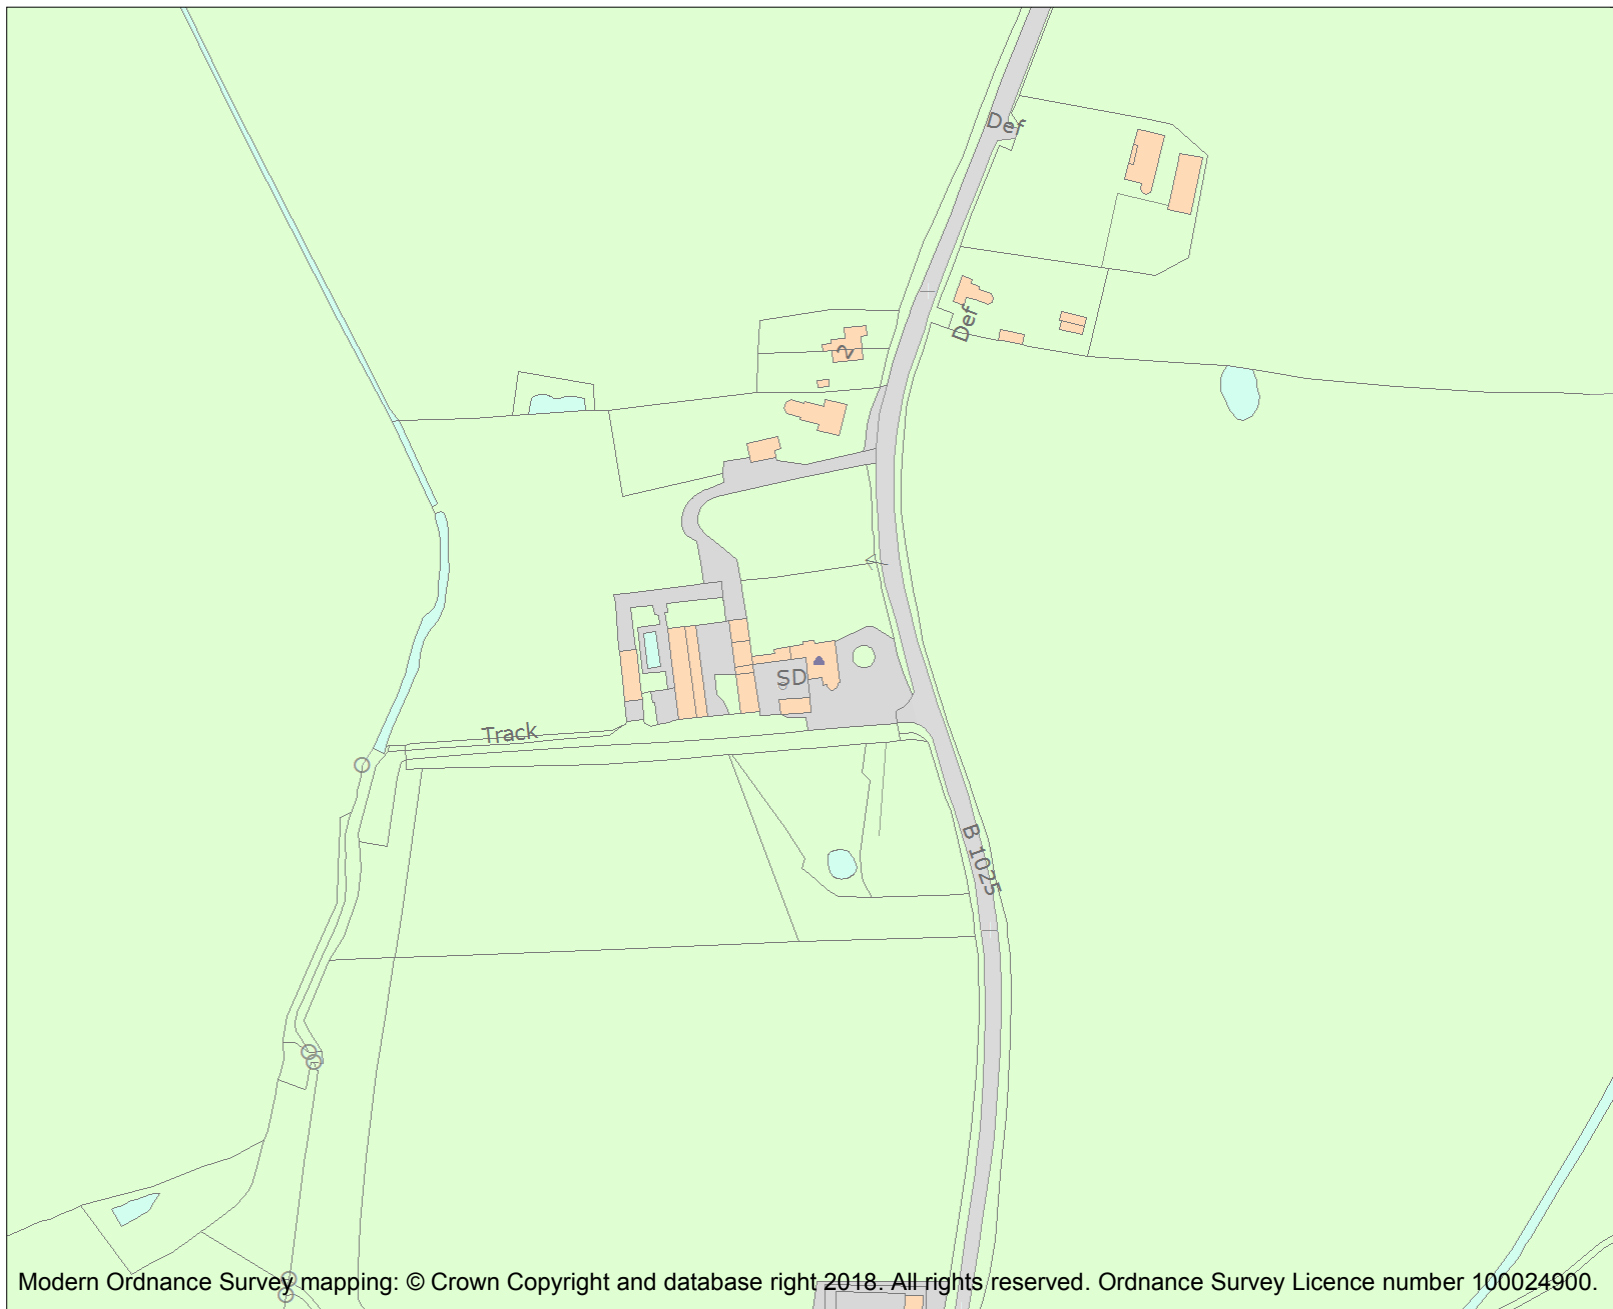 Def
Def
2
SD
Track
B 1025
Modern Ordnance Survey mapping: © Crown Copyright and database right 2018. All rights reserved. Ordnance Survey Licence number 100024900.